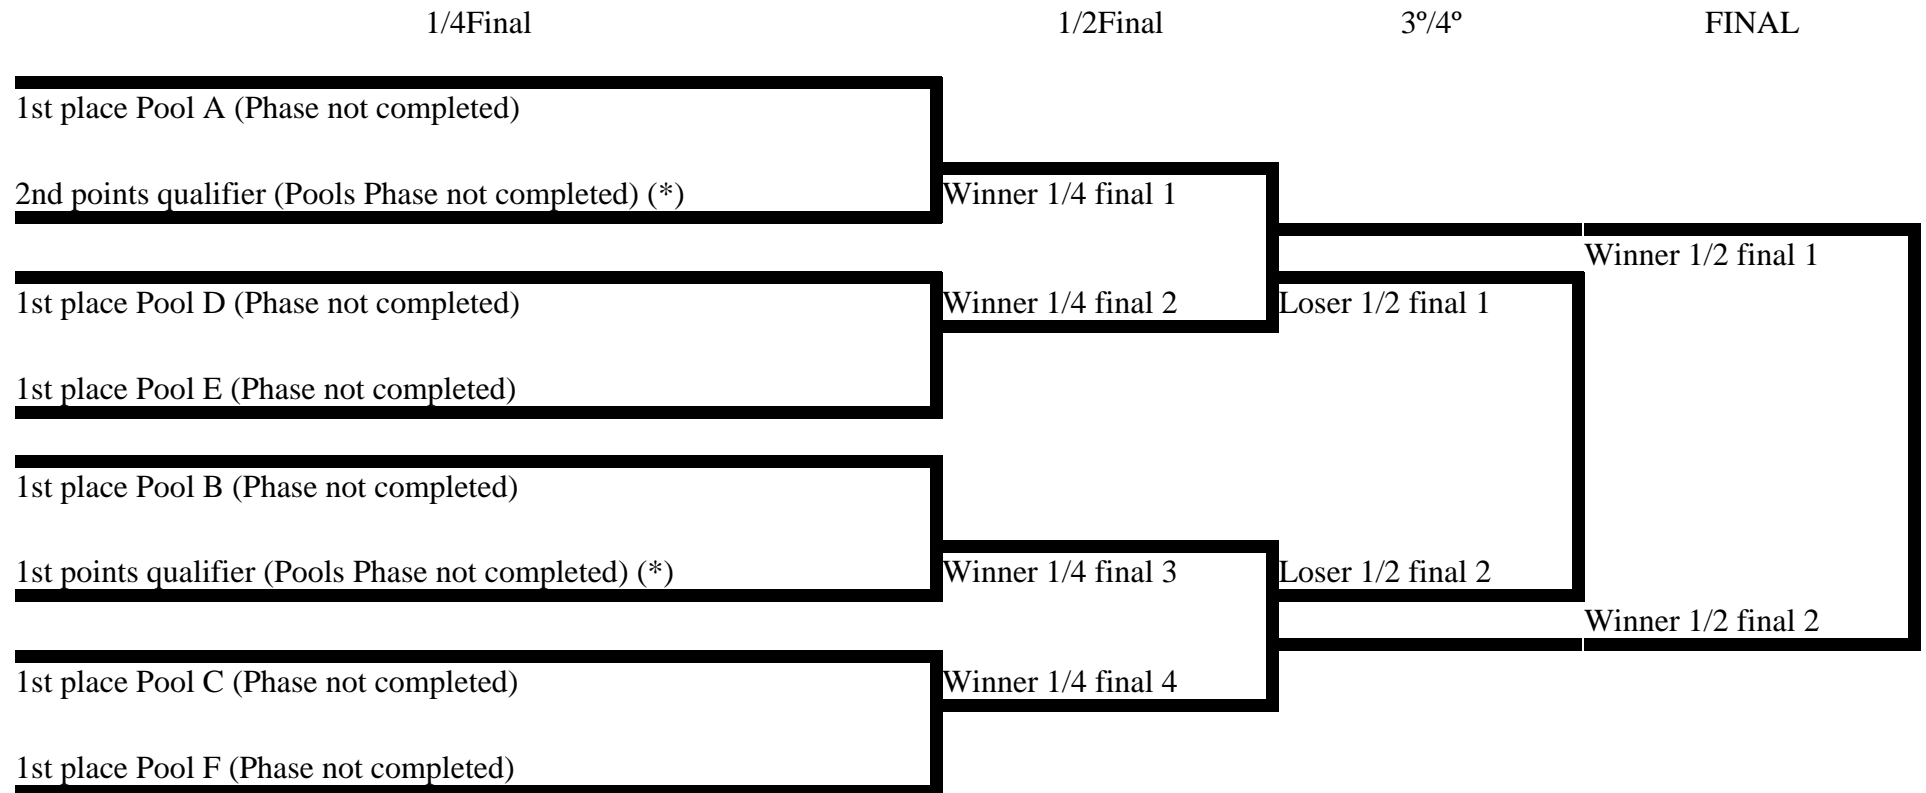 1/4Final 1/2Final 3º/4º FINAL
1st place Pool A (Phase not completed)
2nd points qualifier (Pools Phase not completed) (*) Winner 1/4 final 1
Winner 1/2 final 1
1st place Pool D (Phase not completed) Winner 1/4 final 2 Loser 1/2 final 1
1st place Pool E (Phase not completed)
1st place Pool B (Phase not completed)
1st points qualifier (Pools Phase not completed) (*) Winner 1/4 final 3 Loser 1/2 final 2
Winner 1/2 final 2
1st place Pool C (Phase not completed) Winner 1/4 final 4
1st place Pool F (Phase not completed)